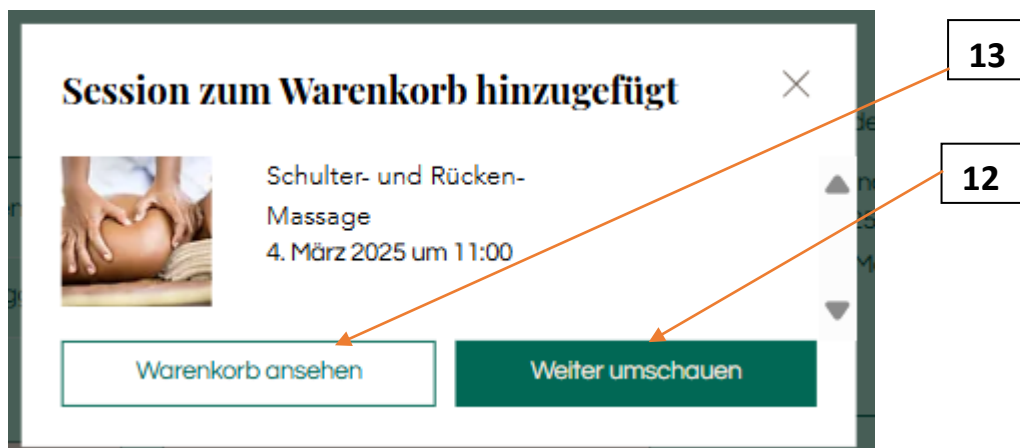 13
Session zum Warenkorb hinzugefügt
Schulter- und Rücken-
Massage
12
4. März 2025 um 11:00
Warenkorb ansehen
Weiter umschauen